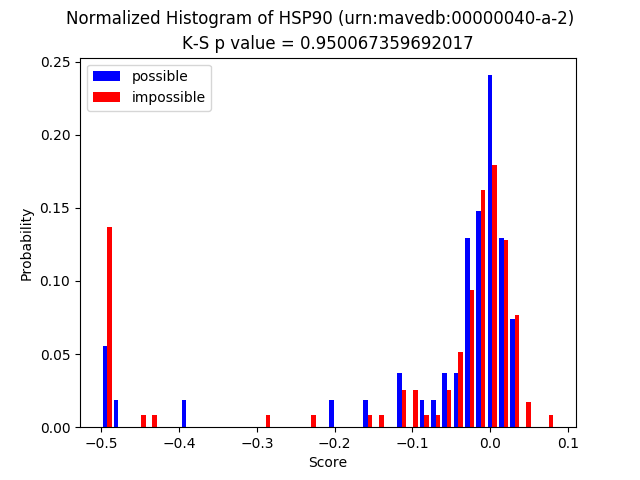 Normalized Histogram of HSP90 (urn:mavedb:00000040-a-2)
K-S p value = 0.950067359692017
possible
impossible
0.25
0.20
0.15
0.10
0.05
0.00
Probability
−0.5 −0.4 −0.3 −0.2 −0.1 0.0 0.1
Score